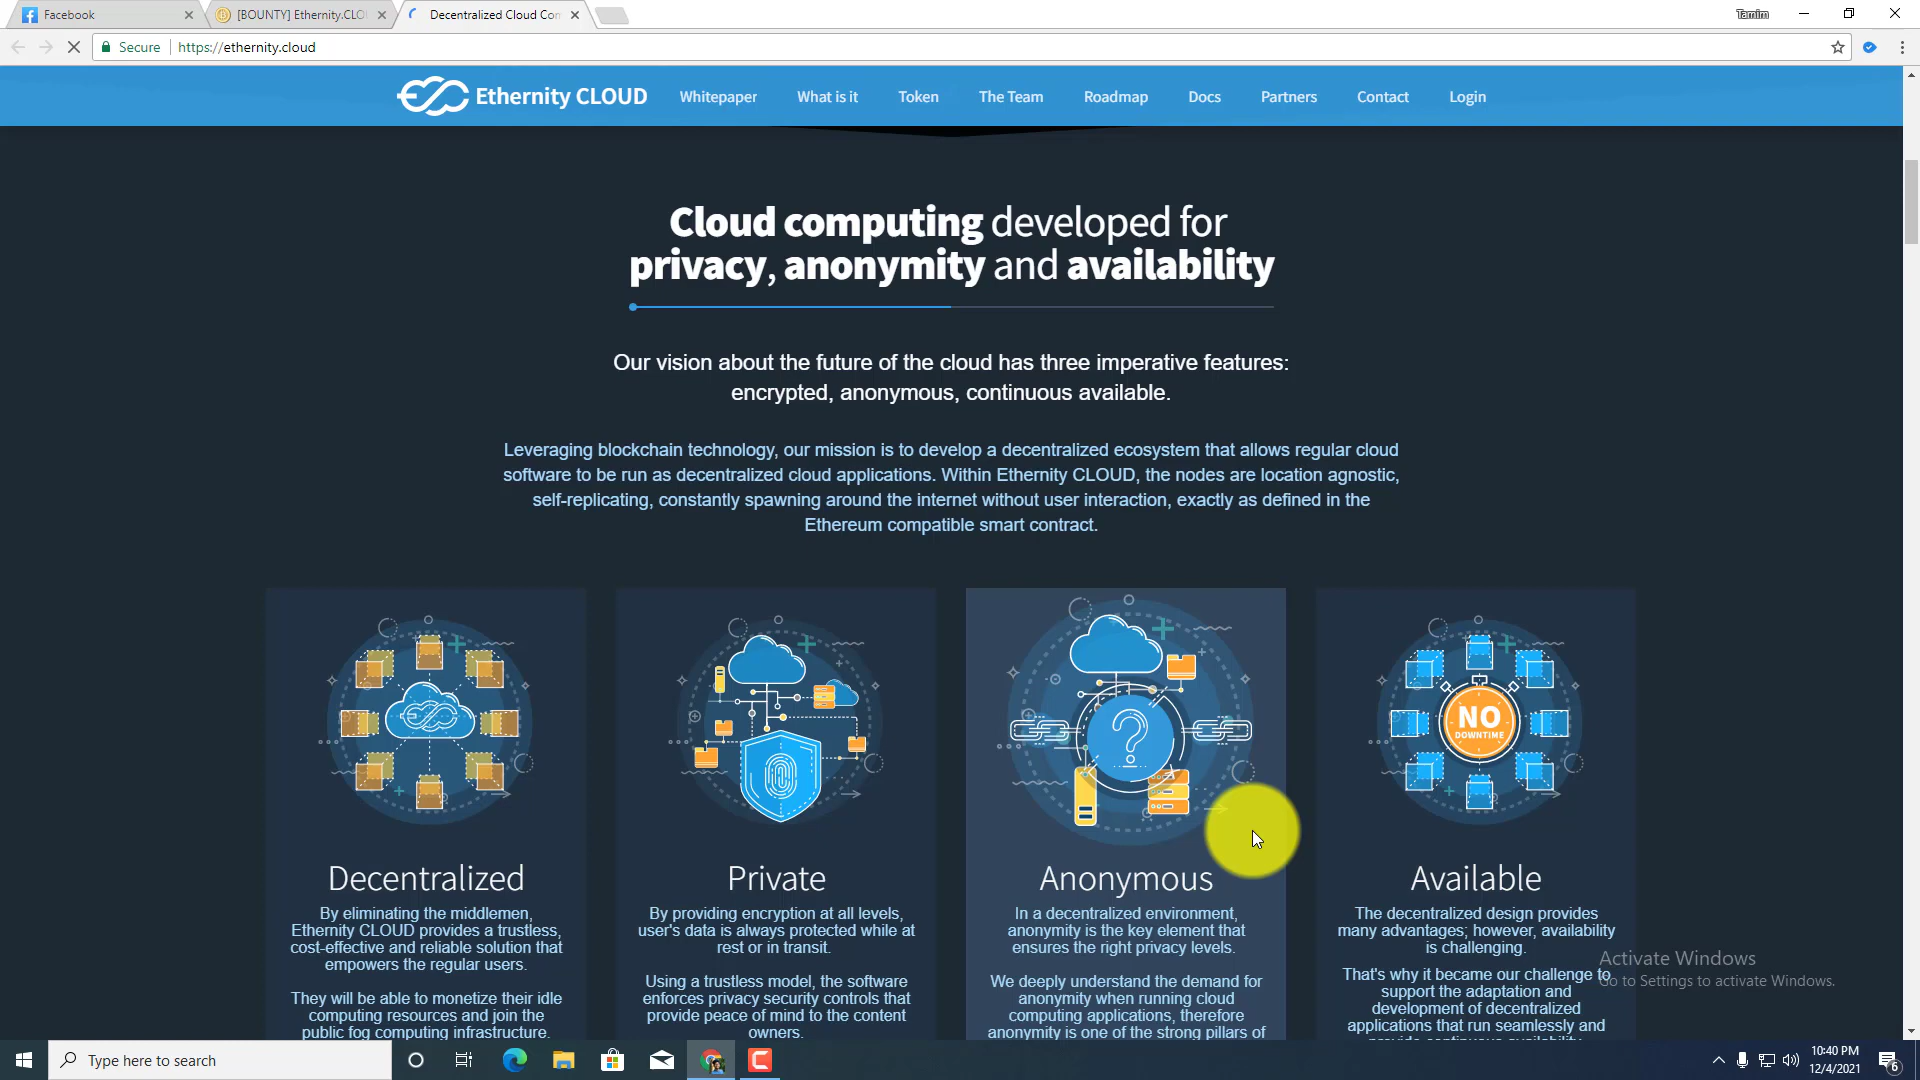 Facebook
[BOUNTY] Ethernity.CLO
Decentralized Cloud Con
Tamim
Secure
https://ethernity.cloud
Ethernity CLOUD
Whitepaper
What is it
Token
The Team
Roadmap
Docs
Partners
Contact
Login
Cloud computing developed for
privacy, anonymity and availability
Our vision about the future of the cloud has three imperative features:
encrypted, anonymous, continuous available.
Leveraging blockchain technology, our mission is to develop a decentralized ecosystem that allows regular cloud
software to be run as decentralized cloud applications. Within Ethernity CLOUD, the nodes are location agnostic,
self-replicating, constantly spawning around the internet without user interaction, exactly as defined in the
Ethereum compatible smart contract.
Decentralized
By eliminating the middlemen,
Ethernity CLOUD provides a trustless,
cost-effective and reliable solution that
empowers the regular users.
They will be able to monetize their idle
computing resources and join the
public fog computing infrastructure.
Private
By providing encryption at all levels,
user's data is always protected while at
rest or in transit.
Using a trustless model, the software
enforces privacy security controls that
provide peace of mind to the content
owners.
?
Anonymous
In a decentralized environment,
anonymity is the key element that
ensures the right privacy levels.
We deeply understand the demand for
anonymity when running cloud
computing applications, therefore
anonymity is one of the strong pillars of
NO
DOWNTIME
Available
The decentralized design provides
many advantages; however, availability
is challenging.
That's why it became our challenge to
support the adaptation and
development of decentralized
applications that run seamlessly and
provide continuous availability
Activate Windows
Go to Settings to activate Windows.
Type here to search
10:40 PM
12/4/2021
6